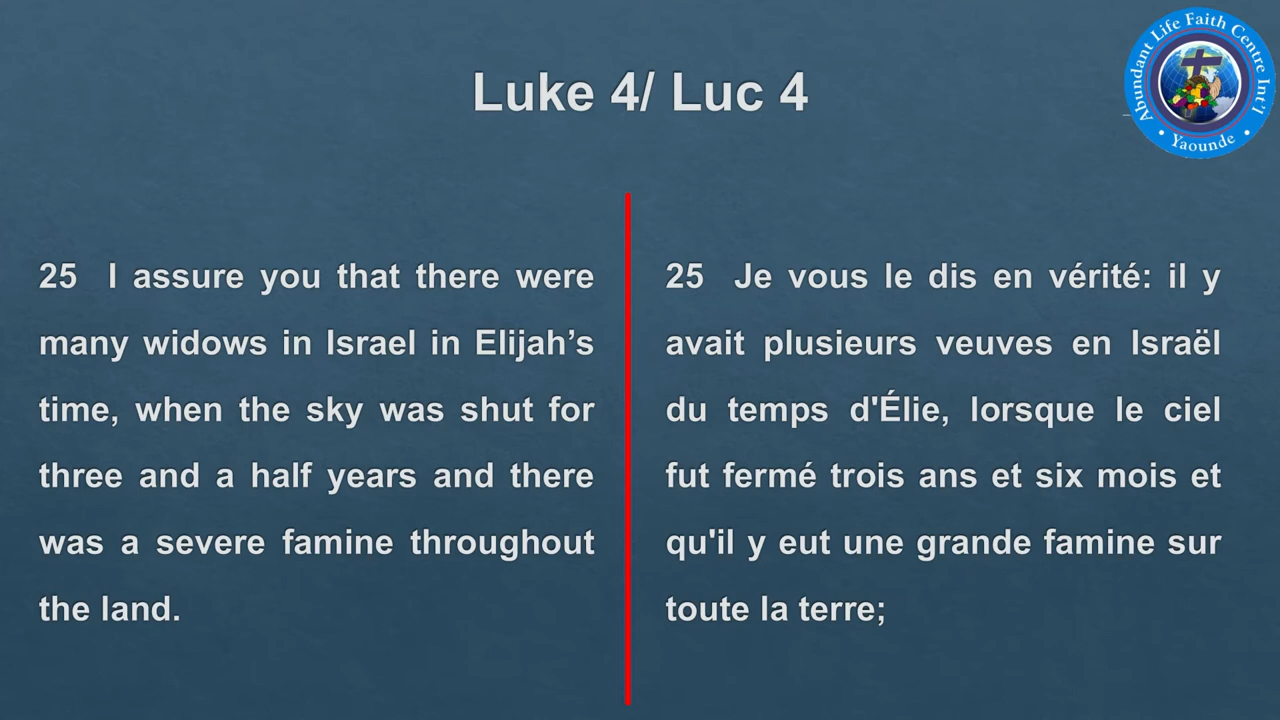 Luke 4/ Luc 4
Abundant Life Faith Centre Int'l
• Yaounde •
25 I assure you that there were
many widows in Israel in Elijah’s
time, when the sky was shut for
three and a half years and there
was a severe famine throughout
the land.
25 Je vous le dis en vérité: il y
avait plusieurs veuves en Israël
du temps d'Élie, lorsque le ciel
fut fermé trois ans et six mois et
qu'il y eut une grande famine sur
toute la terre;